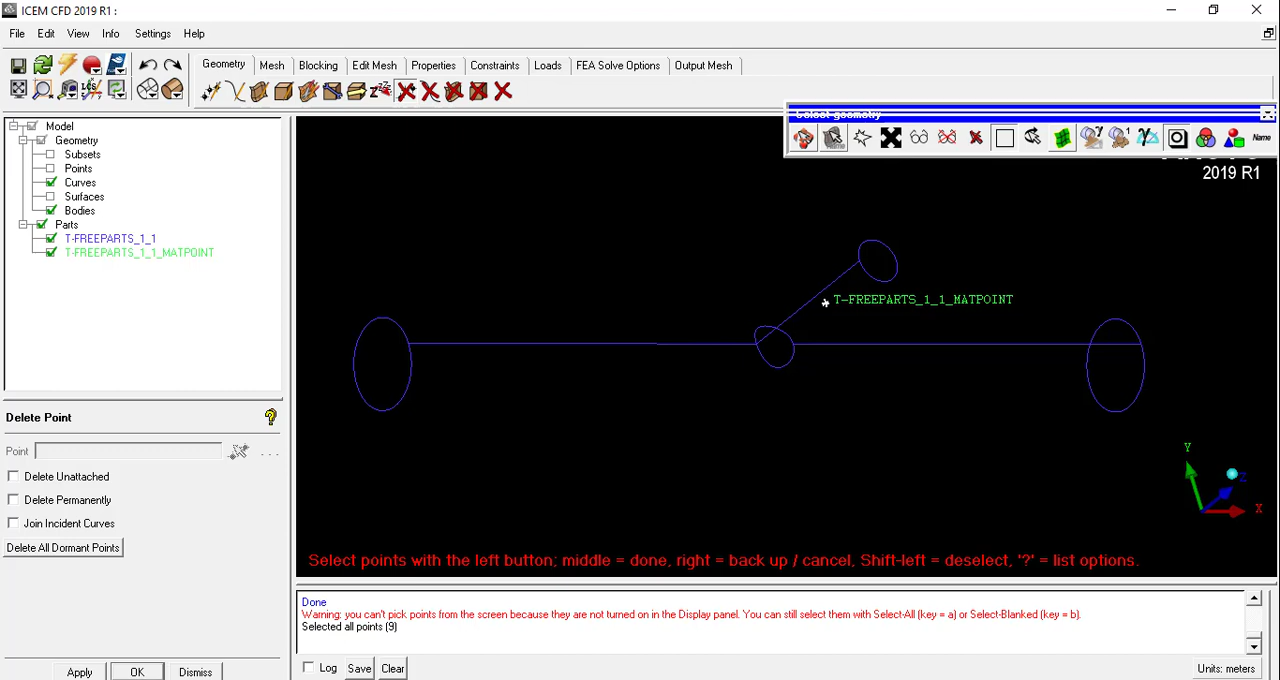 ICEM CFD 2019 R1 :
File Edit View Info Settings Help
Geometry Mesh Blocking Edit Mesh Properties Constraints Loads FEA Solve Options Output Mesh
Select geometry
Name
2019 R1
Model
Geometry
Subsets
Points
Curves
Surfaces
Bodies
Parts
T-FREEPARTS_1_1
T-FREEPARTS_1_1_MATPOINT
T-FREEPARTS_1_1_MATPOINT
Delete Point
Point
Delete Unattached
Delete Permanently
Join Incident Curves
Delete All Dormant Points
Apply OK Dismiss
Y
Z
X
Select points with the left button; middle = done, right = back up / cancel, Shift-left = deselect, '?' = list options.
Done
Warning: you can't pick points from the screen because they are not turned on in the Display panel. You can still select them with Select-All (key = a) or Select-Blanked (key = b).
Selected all points (9)
Log Save Clear
Units: meters